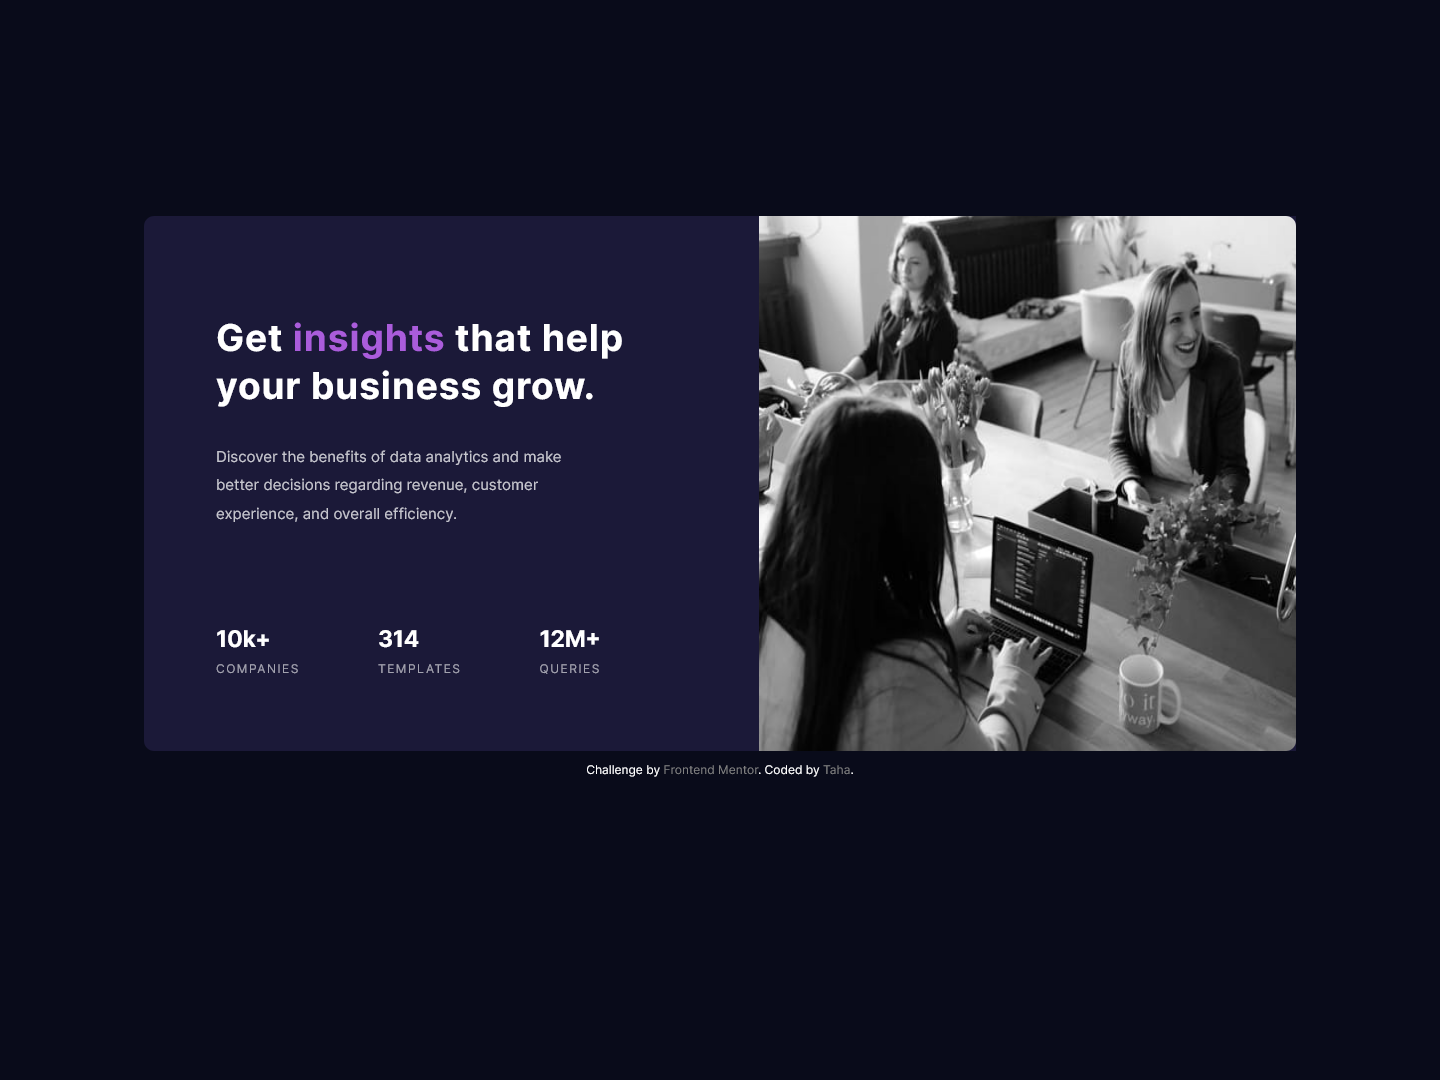 Get insights that help
your business grow.
Discover the benefits of data analytics and make
better decisions regarding revenue, customer
experience, and overall efficiency.
10k+ 314 12M+
COMPANIES TEMPLATES QUERIES
Challenge by Frontend Mentor. Coded by Taha.